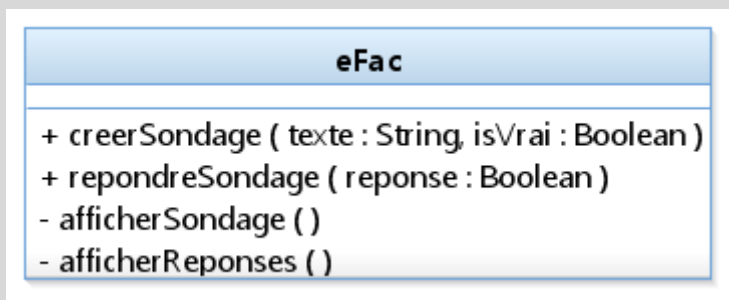 eFac
+ creerSondage ( texte : String, isVrai : Boolean )
+ repondreSondage ( reponse : Boolean )
- afficherSondage ( )
- afficherReponses ( )